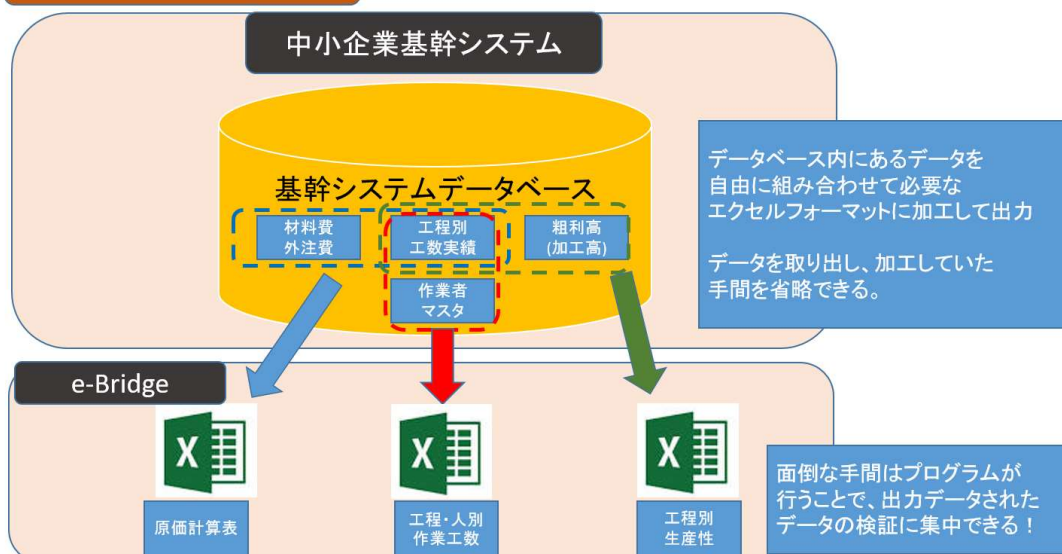 中小企業基幹システム
基幹システムデータベース
材料費
外注費
工程別
工数実績
粗利高
(加工高)
作業者
マスタ
データベース内にあるデータを
自由に組み合わせて必要な
エクセルフォーマットに加工して出力
データを取り出し、加工していた
手間を省略できる。
e-Bridge
X
X
X
原価計算表
工程・人別
作業工数
工程別
生産性
面倒な手間はプログラムが
行うことで、出力データされた
データの検証に集中できる！